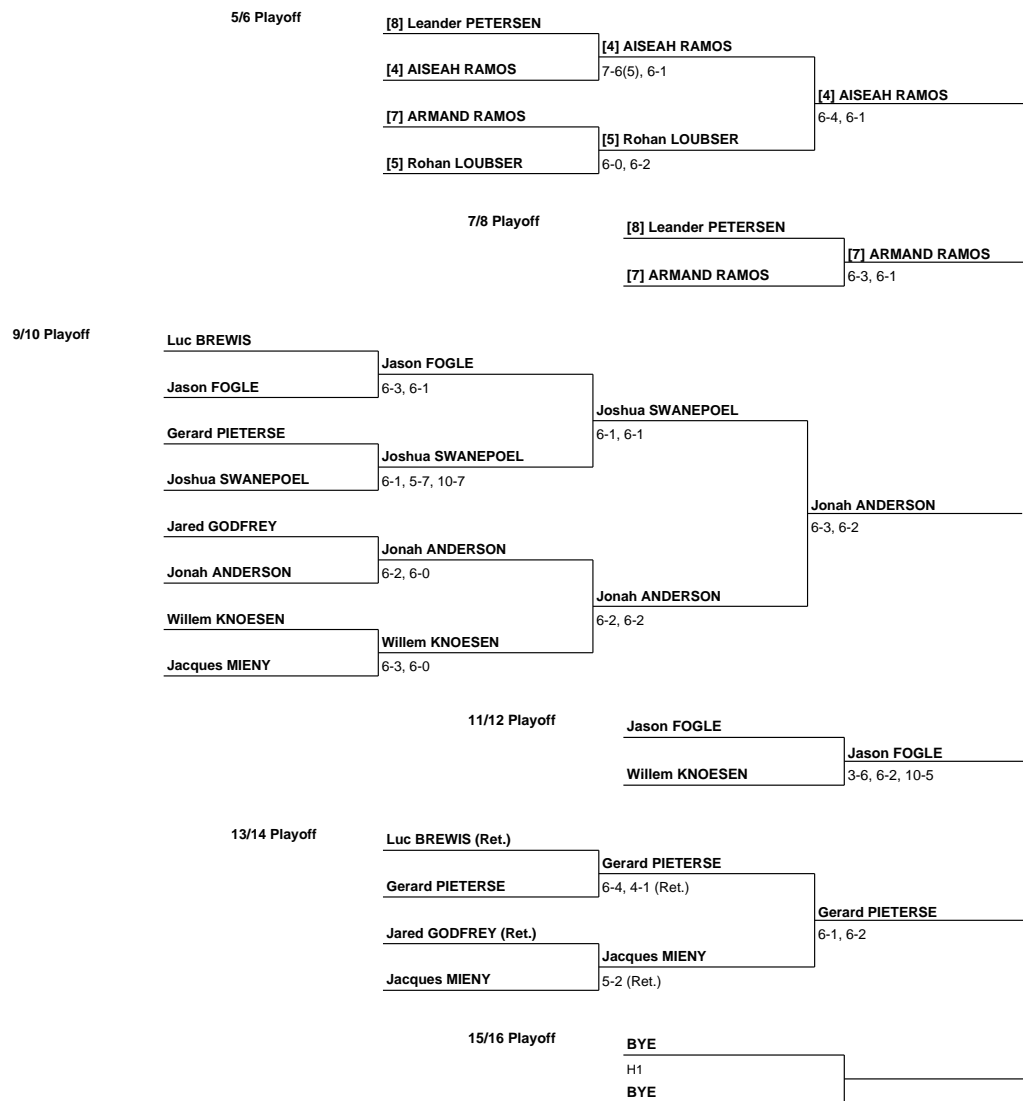 5/6 Playoff
[8] Leander PETERSEN
[4] AISEAH RAMOS
[4] AISEAH RAMOS
7-6(5), 6-1
[4] AISEAH RAMOS
6-4, 6-1
[7] ARMAND RAMOS
[5] Rohan LOUBSER
[5] Rohan LOUBSER
6-0, 6-2
7/8 Playoff
[8] Leander PETERSEN
[7] ARMAND RAMOS
[7] ARMAND RAMOS
6-3, 6-1
9/10 Playoff
Luc BREWIS
Jason FOGLE
Jason FOGLE
6-3, 6-1
Joshua SWANEPOEL
6-1, 6-1
Gerard PIETERSE
Joshua SWANEPOEL
Joshua SWANEPOEL
6-1, 5-7, 10-7
Jonah ANDERSON
6-3, 6-2
Jared GODFREY
Jonah ANDERSON
Jonah ANDERSON
6-2, 6-0
Jonah ANDERSON
6-2, 6-2
Willem KNOESEN
Willem KNOESEN
Jacques MIENY
6-3, 6-0
11/12 Playoff
Jason FOGLE
Jason FOGLE
Willem KNOESEN
3-6, 6-2, 10-5
13/14 Playoff
Luc BREWIS (Ret.)
Gerard PIETERSE
Gerard PIETERSE
6-4, 4-1 (Ret.)
Gerard PIETERSE
6-1, 6-2
Jared GODFREY (Ret.)
Jacques MIENY
Jacques MIENY
5-2 (Ret.)
15/16 Playoff
BYE
H1
BYE